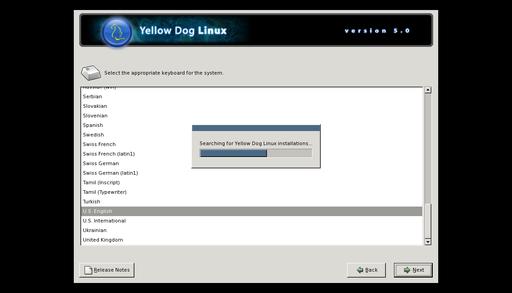 Yellow Dog Linux
version 5.0
Select the appropriate keyboard for the system.
Serbian
Slovakian
Slovenian
Spanish
Swedish
Swiss French
Swiss French (latin1)
Swiss German
Swiss German (latin1)
Tamil (Inscript)
Tamil (Typewriter)
Turkish
U.S. English
U.S. International
Ukrainian
United Kingdom
Searching for Yellow Dog Linux installations...
Release Notes
Back
Next